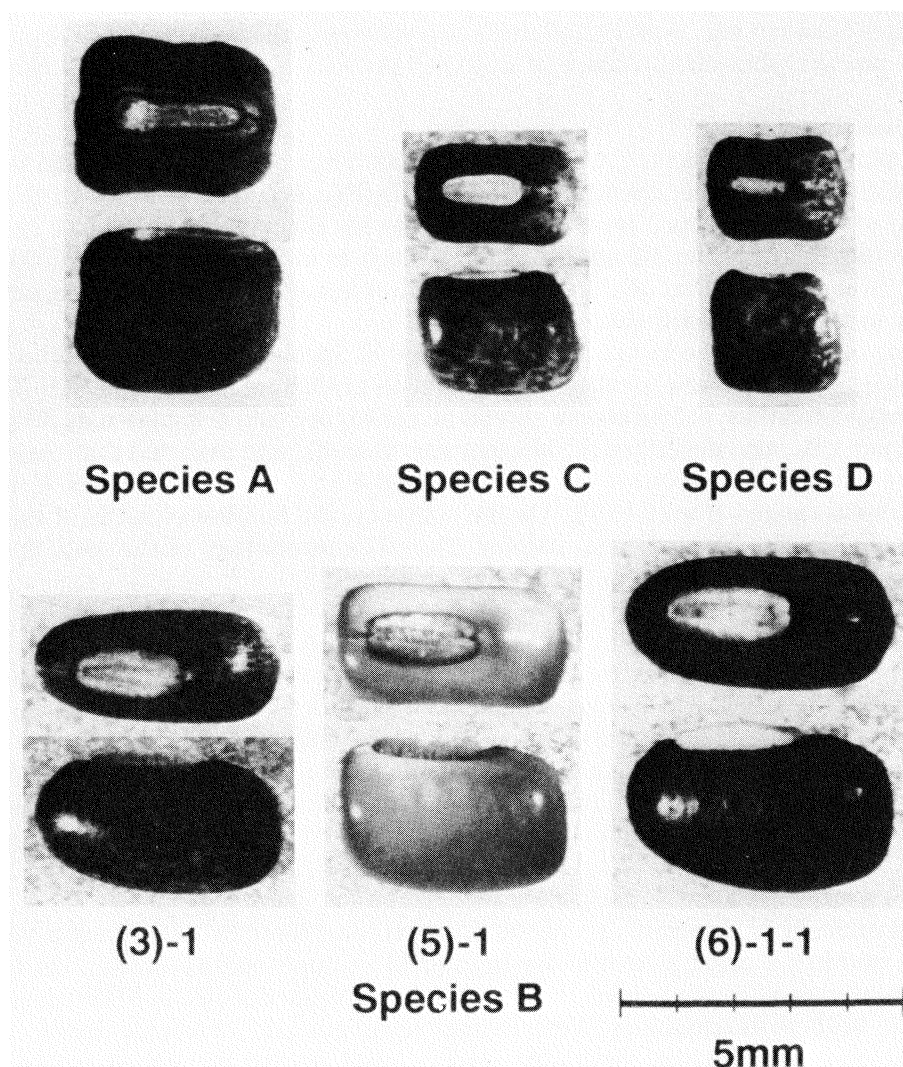 Species A
Species C
Species D
(3)-1
(5)-1
(6)-1-1
Species B
5mm